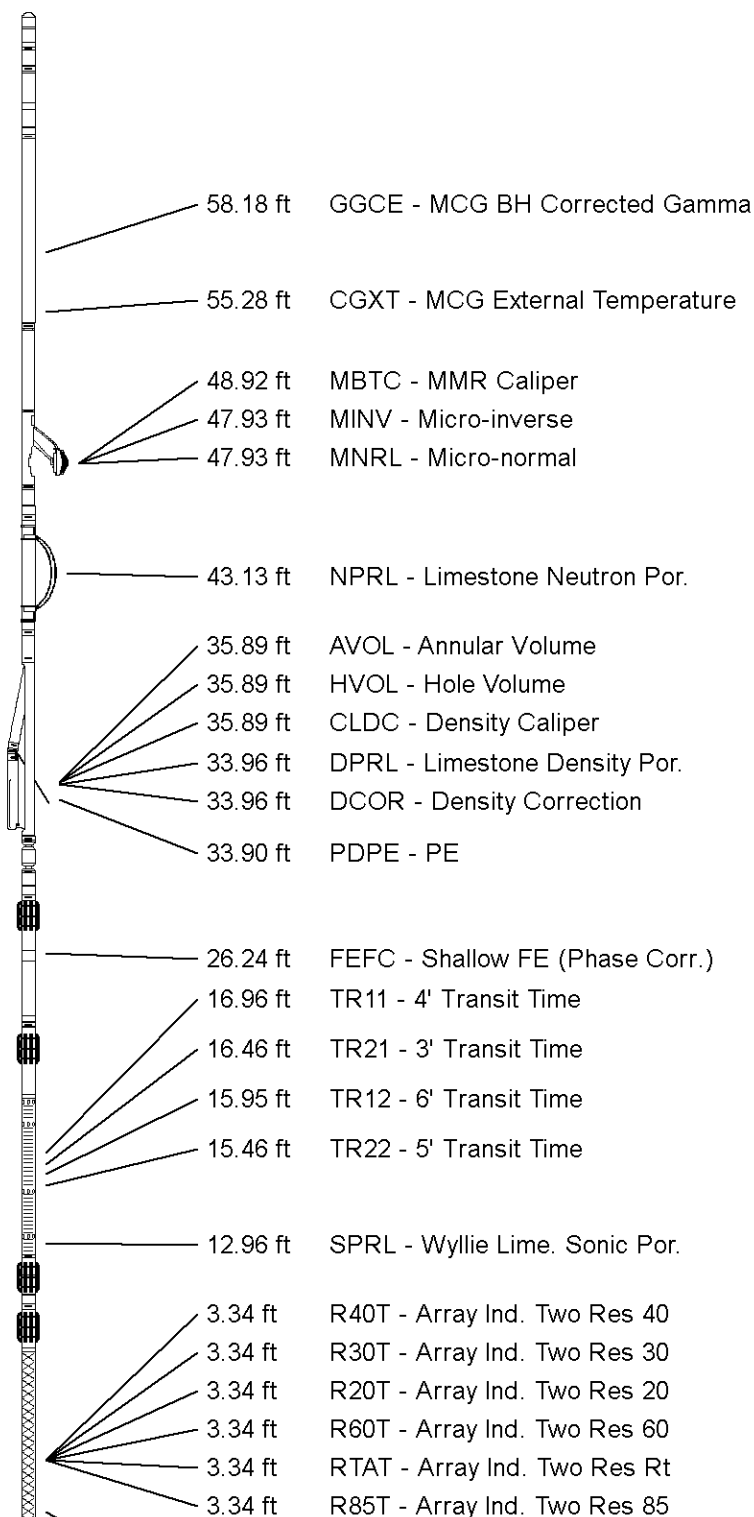 58.18 ft GGCE - MCG BH Corrected Gamma
55.28 ft CGXT - MCG External Temperature
48.92 ft MBTC - MMR Caliper
47.93 ft MINV - Micro-inverse
47.93 ft MNRL - Micro-normal
43.13 ft NPRL - Limestone Neutron Por.
35.89 ft AVOL - Annular Volume
35.89 ft HVOL - Hole Volume
35.89 ft CLDC - Density Caliper
33.96 ft DPRL - Limestone Density Por.
33.96 ft DCOR - Density Correction
33.90 ft PDPE - PE
26.24 ft FEFC - Shallow FE (Phase Corr.)
16.96 ft TR11 - 4' Transit Time
16.46 ft TR21 - 3' Transit Time
15.95 ft TR12 - 6' Transit Time
15.46 ft TR22 - 5' Transit Time
12.96 ft SPRL - Wyllie Lime. Sonic Por.
3.34 ft R40T - Array Ind. Two Res 40
3.34 ft R30T - Array Ind. Two Res 30
3.34 ft R20T - Array Ind. Two Res 20
3.34 ft R60T - Array Ind. Two Res 60
3.34 ft RTAT - Array Ind. Two Res Rt
3.34 ft R85T - Array Ind. Two Res 85